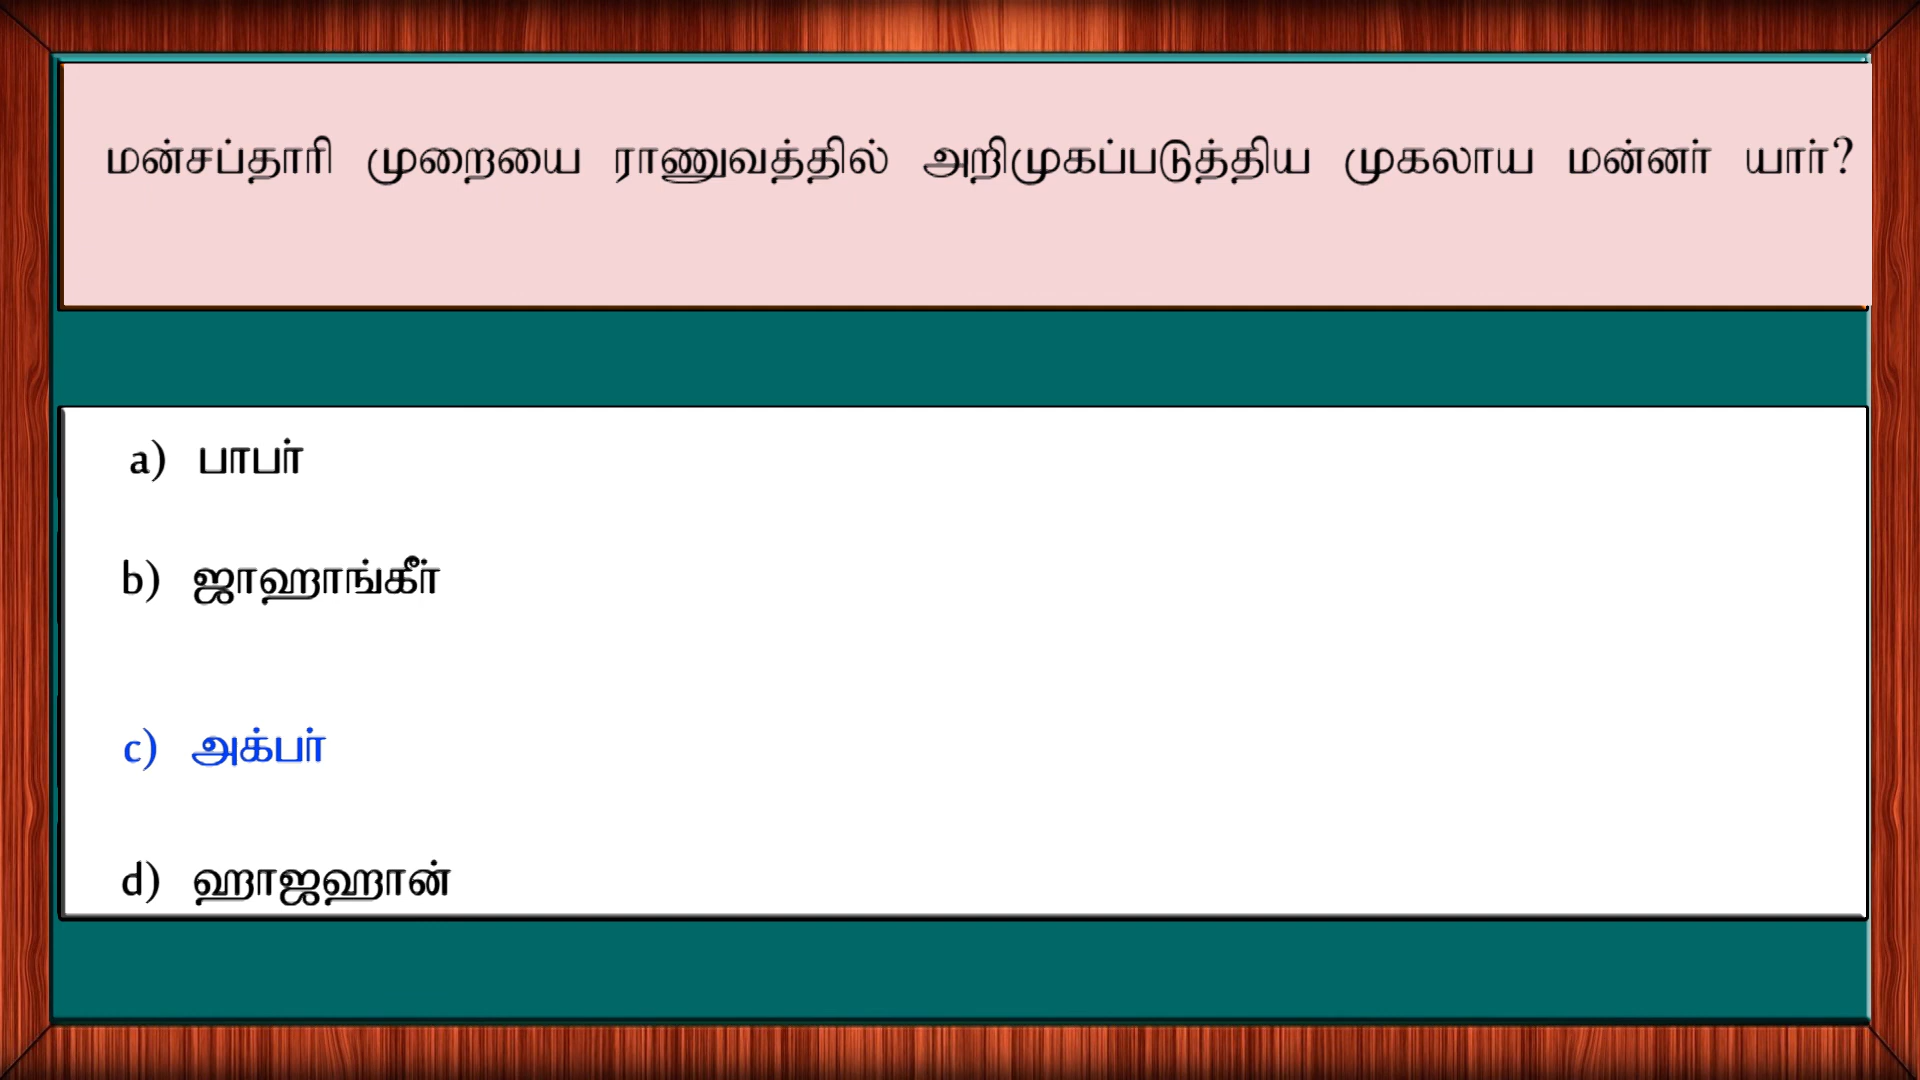 மன்சப்தாரி முறையை ராணுவத்தில் அறிமுகப்படுத்திய முகலாய மன்னர் யார்?
a) பாபர்
b) ஜாஹாங்கீர்
c) அக்பர்
d) ஹாஜஹான்